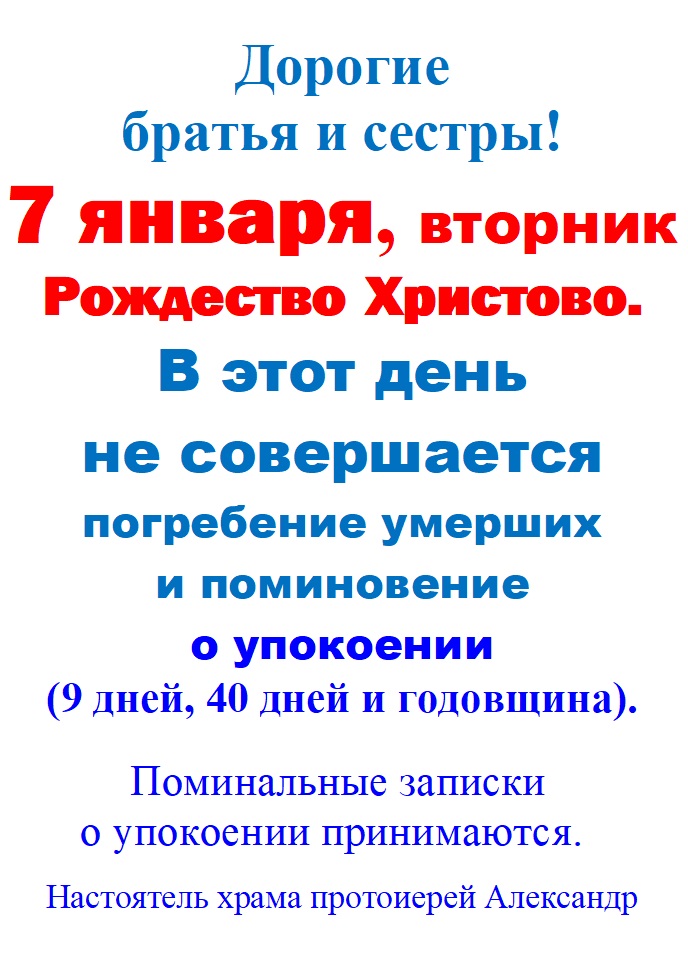 Дорогие
братья и сестры!
7 января, вторник
Рождество Христово.
В этот день
не совершается
погребение умерших
и поминовение
о упокоении
(9 дней, 40 дней и годовщина).
Поминальные записки
о упокоении принимаются.
Настоятель храма протоиерей Александр